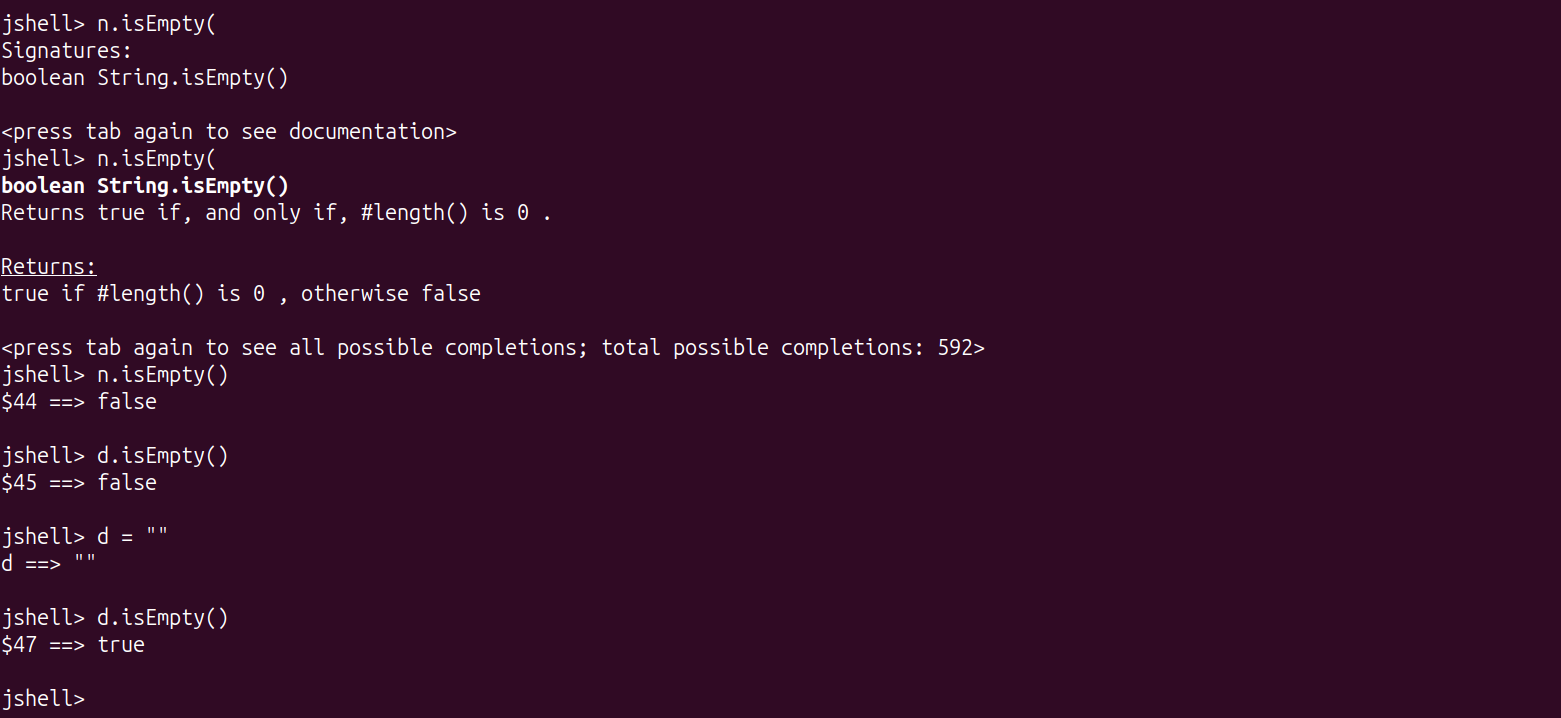 jshell> n.isEmpty(
Signatures:
boolean String.isEmpty()
<press tab again to see documentation>
jshell> n.isEmpty(
boolean String.isEmpty()
Returns true if, and only if, #length() is 0 .
Returns:
true if #length() is 0 , otherwise false
<press tab again to see all possible completions; total possible completions: 592>
jshell> n.isEmpty()
$44 ==> false
jshell> d.isEmpty()
$45 ==> false
jshell> d = ""
d ==> ""
jshell> d.isEmpty()
$47 ==> true
jshell>